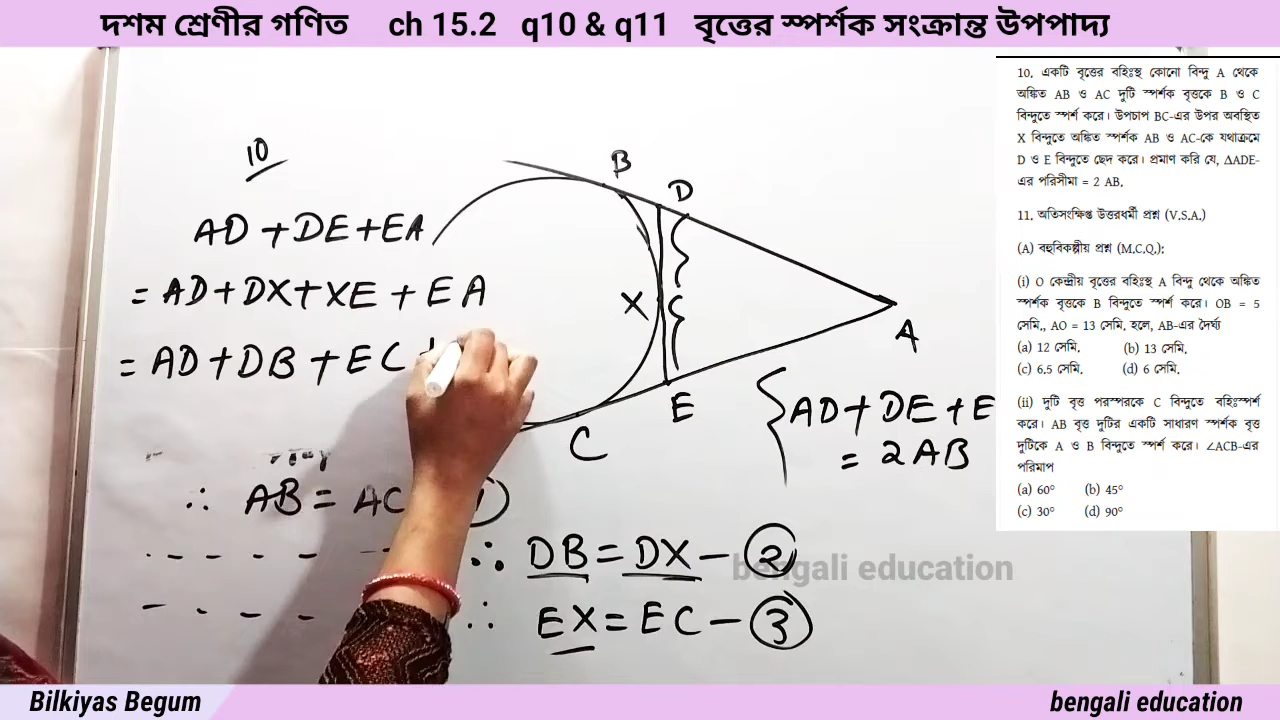 দশম শ্রেণীর গণিত ch 15.2 q10 & q11 বৃত্তের স্পর্শক সংক্রান্ত উপপাদ্য
10
AD + DE + EA
= AD + DX + XE + EA
= AD + DB + EC +
∴ AB = AC
- - - - ∴ DB = DX - ②
- - - - ∴ EX = EC - ③
B
D
X
A
E
C
AD + DE + E
= 2AB
10. একটি বৃত্তের বহিঃস্থ কোনো বিন্দু A থেকে
অঙ্কিত AB ও AC দুটি স্পর্শক বৃত্তকে B ও C
বিন্দুতে স্পর্শ করে। উপচাপ BC-এর উপর অবস্থিত
X বিন্দুতে অঙ্কিত স্পর্শক AB ও AC-কে যথাক্রমে
D ও E বিন্দুতে ছেদ করে। প্রমাণ করি যে, ΔADE-
এর পরিসীমা = 2 AB.
11. অতিসংক্ষিপ্ত উত্তরধর্মী প্রশ্ন (V.S.A.)
(A) বহুবিকল্পীয় প্রশ্ন (M.C.Q.):
(i) O কেন্দ্রীয় বৃত্তের বহিঃস্থ A বিন্দু থেকে অঙ্কিত
স্পর্শক বৃত্তকে B বিন্দুতে স্পর্শ করে। OB = 5
সেমি., AO = 13 সেমি. হলে, AB-এর দৈর্ঘ্য
(a) 12 সেমি. (b) 13 সেমি.
(c) 6.5 সেমি. (d) 6 সেমি.
(ii) দুটি বৃত্ত পরস্পরকে C বিন্দুতে বহিঃস্পর্শ
করে। AB বৃত্ত দুটির একটি সাধারণ স্পর্শক বৃত্ত
দুটিকে A ও B বিন্দুতে স্পর্শ করে। ∠ACB-এর
পরিমাপ
(a) 60° (b) 45°
(c) 30° (d) 90°
bengali education
Bilkiyas Begum
bengali education